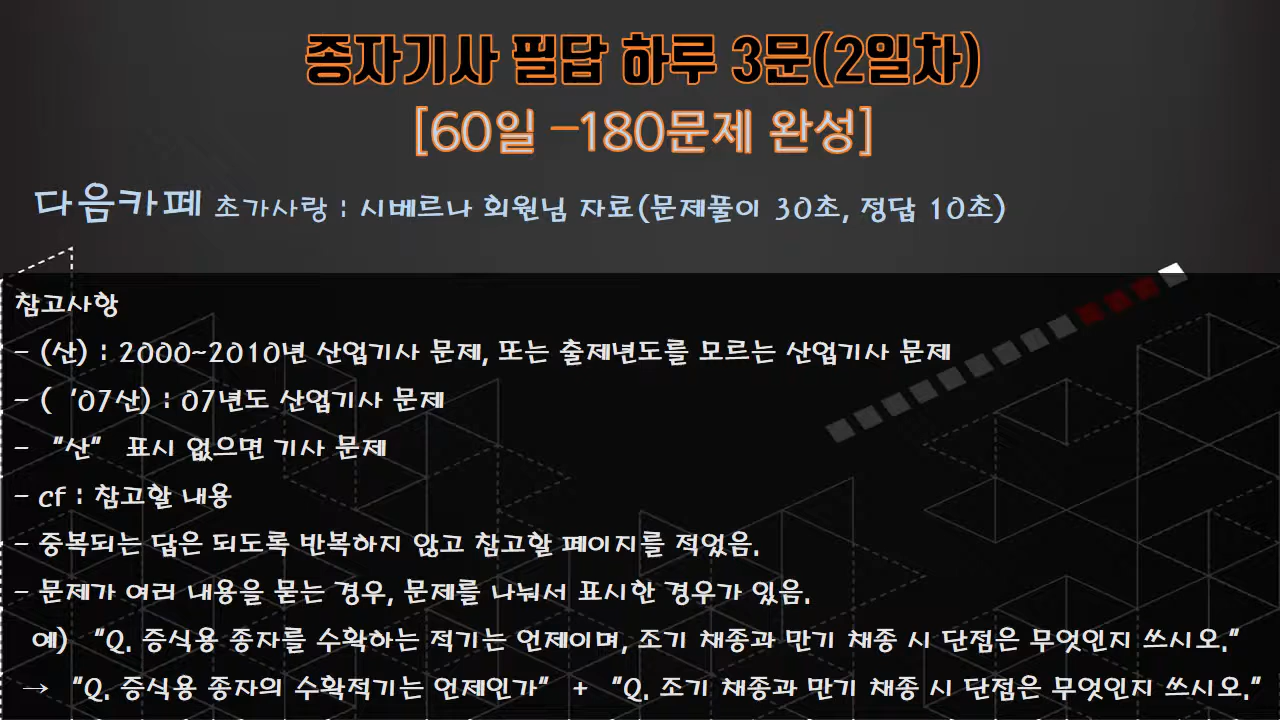 종자기사 필답 하루 3문(2일차)
[60일 –180문제 완성]
다음카페 초가사랑 : 시베르나 회원님 자료(문제풀이 30초, 정답 10초)
참고사항
- (산) : 2000~2010년 산업기사 문제, 또는 출제년도를 모르는 산업기사 문제
- ( ′07산) : 07년도 산업기사 문제
- "산" 표시 없으면 기사 문제
- cf : 참고할 내용
- 중복되는 답은 되도록 반복하지 않고 참고할 페이지를 적었음.
- 문제가 여러 내용을 묻는 경우, 문제를 나눠서 표시한 경우가 있음.
예) "Q. 증식용 종자를 수확하는 적기는 언제이며, 조기 채종과 만기 채종 시 단점은 무엇인지 쓰시오."
→ "Q. 증식용 종자의 수확적기는 언제인가" + "Q. 조기 채종과 만기 채종 시 단점은 무엇인지 쓰시오."